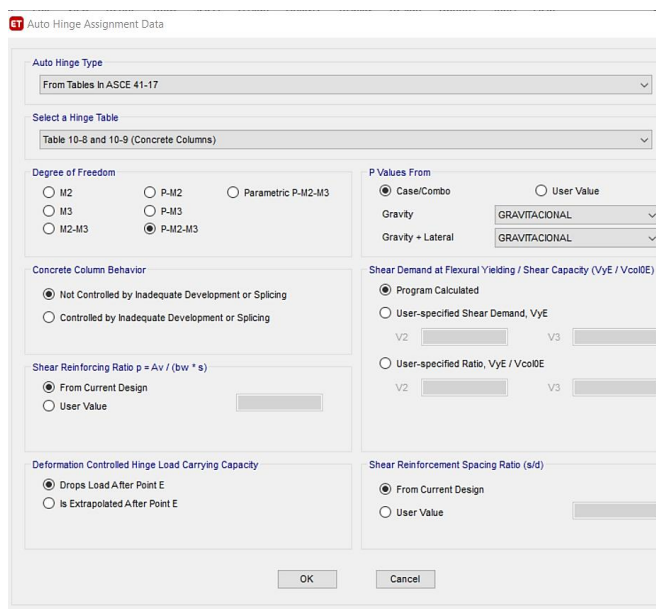 ET Auto Hinge Assignment Data
Auto Hinge Type
From Tables In ASCE 41-17
Select a Hinge Table
Table 10-8 and 10-9 (Concrete Columns)
Degree of Freedom
M2 P-M2 Parametric P-M2-M3
M3 P-M3
M2-M3 P-M2-M3
P Values From
Case/Combo User Value
Gravity GRAVITACIONAL
Gravity + Lateral GRAVITACIONAL
Concrete Column Behavior
Not Controlled by Inadequate Development or Splicing
Controlled by Inadequate Development or Splicing
Shear Demand at Flexural Yielding / Shear Capacity (VyE / Vcol0E)
Program Calculated
User-specified Shear Demand, VyE
V2 V3
User-specified Ratio, VyE / Vcol0E
V2 V3
Shear Reinforcing Ratio p = Av / (bw * s)
From Current Design
User Value
Deformation Controlled Hinge Load Carrying Capacity
Drops Load After Point E
Is Extrapolated After Point E
Shear Reinforcement Spacing Ratio (s/d)
From Current Design
User Value
OK Cancel